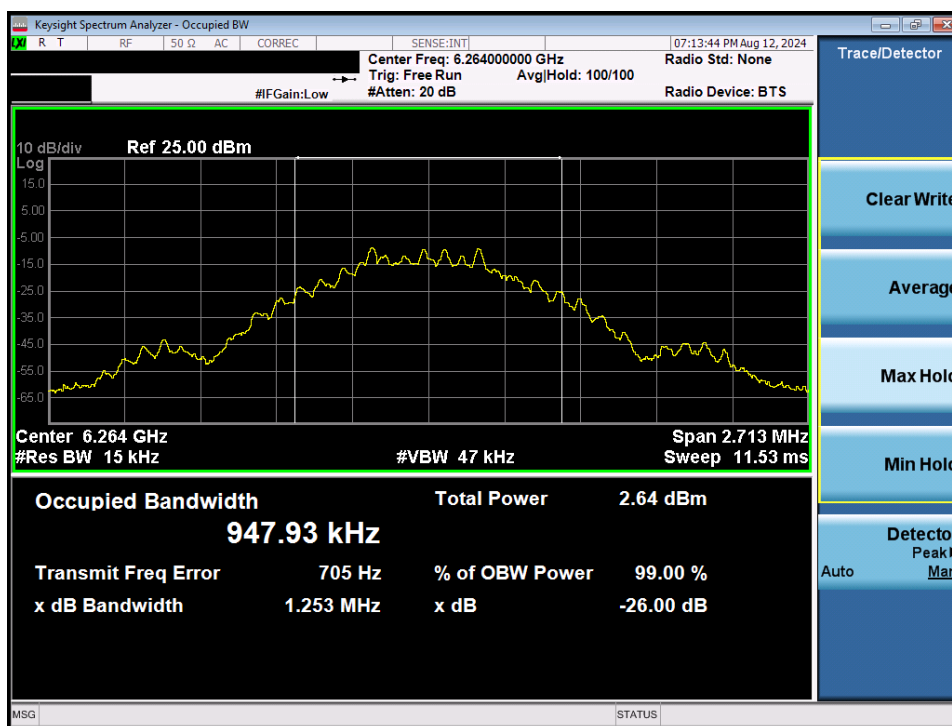 Keysight Spectrum Analyzer - Occupied BW
LXI R T RF 50 Ω AC CORREC SENSE:INT 07:13:44 PM Aug 12, 2024
Center Freq: 6.264000000 GHz Radio Std: None
Trig: Free Run Avg|Hold: 100/100
#IFGain:Low #Atten: 20 dB Radio Device: BTS
Trace/Detector
10 dB/div Ref 25.00 dBm
Log
15.0
5.00
-5.00
-15.0
-25.0
-35.0
-45.0
-55.0
-65.0
Center 6.264 GHz Span 2.713 MHz
#Res BW 15 kHz #VBW 47 kHz Sweep 11.53 ms
Occupied Bandwidth Total Power 2.64 dBm
947.93 kHz
Transmit Freq Error 705 Hz % of OBW Power 99.00 %
x dB Bandwidth 1.253 MHz x dB -26.00 dB
Clear Write
Average
Max Hold
Min Hold
Detecto
Peak
Auto Man
MSG STATUS